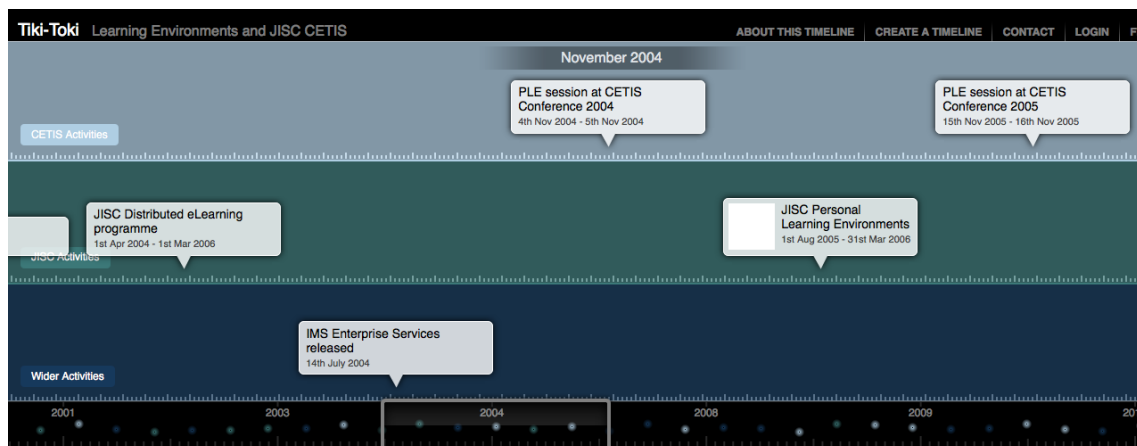 Tiki-Toki Learning Environments and JISC CETIS
ABOUT THIS TIMELINE CREATE A TIMELINE CONTACT LOGIN F
November 2004
PLE session at CETIS
Conference 2004
4th Nov 2004 - 5th Nov 2004
PLE session at CETIS
Conference 2005
15th Nov 2005 - 16th Nov 2005
CETIS Activities
JISC Distributed eLearning
programme
1st Apr 2004 - 1st Mar 2006
JISC Personal
Learning Environments
1st Aug 2005 - 31st Mar 2006
JISC Activities
IMS Enterprise Services
released
14th July 2004
Wider Activities
2001 2003 2004 2008 2009